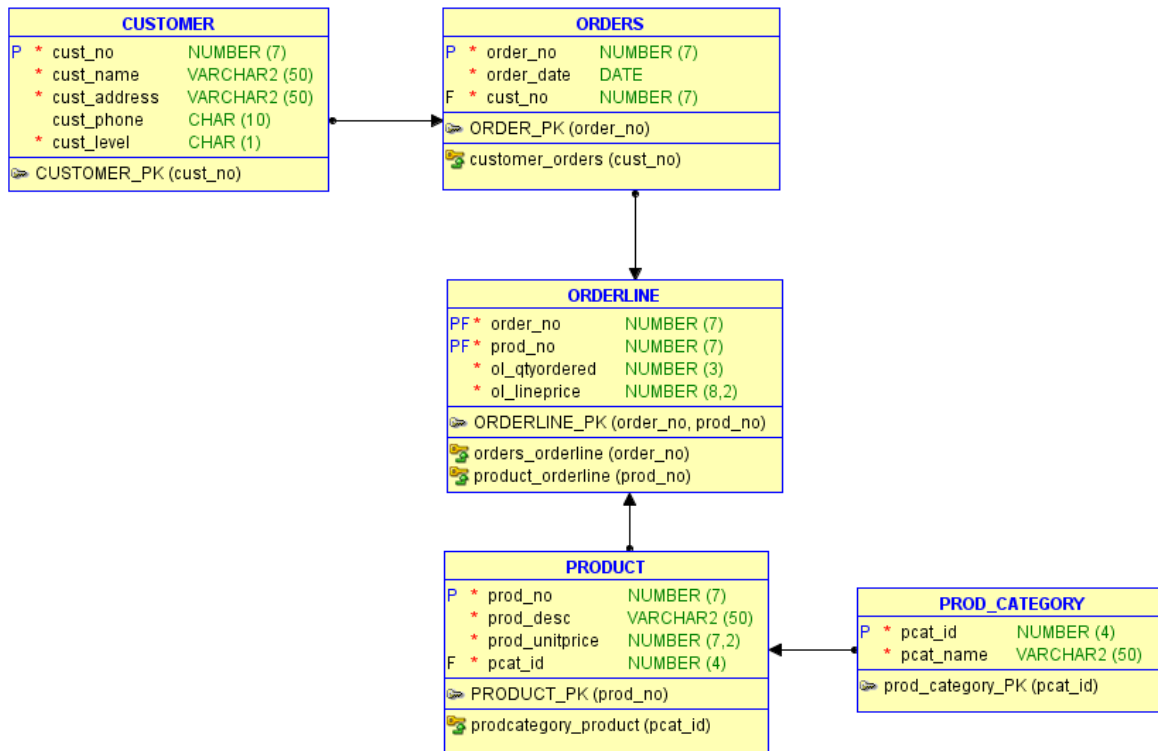 CUSTOMER
P * cust_no NUMBER (7)
* cust_name VARCHAR2 (50)
* cust_address VARCHAR2 (50)
cust_phone CHAR (10)
* cust_level CHAR (1)
CUSTOMER_PK (cust_no)
ORDERS
P * order_no NUMBER (7)
* order_date DATE
F * cust_no NUMBER (7)
ORDER_PK (order_no)
customer_orders (cust_no)
ORDERLINE
PF * order_no NUMBER (7)
PF * prod_no NUMBER (7)
* ol_qtyordered NUMBER (3)
* ol_lineprice NUMBER (8,2)
ORDERLINE_PK (order_no, prod_no)
orders_orderline (order_no)
product_orderline (prod_no)
PRODUCT
P * prod_no NUMBER (7)
* prod_desc VARCHAR2 (50)
* prod_unitprice NUMBER (7,2)
F * pcat_id NUMBER (4)
PRODUCT_PK (prod_no)
prodcategory_product (pcat_id)
PROD_CATEGORY
P * pcat_id NUMBER (4)
* pcat_name VARCHAR2 (50)
prod_category_PK (pcat_id)